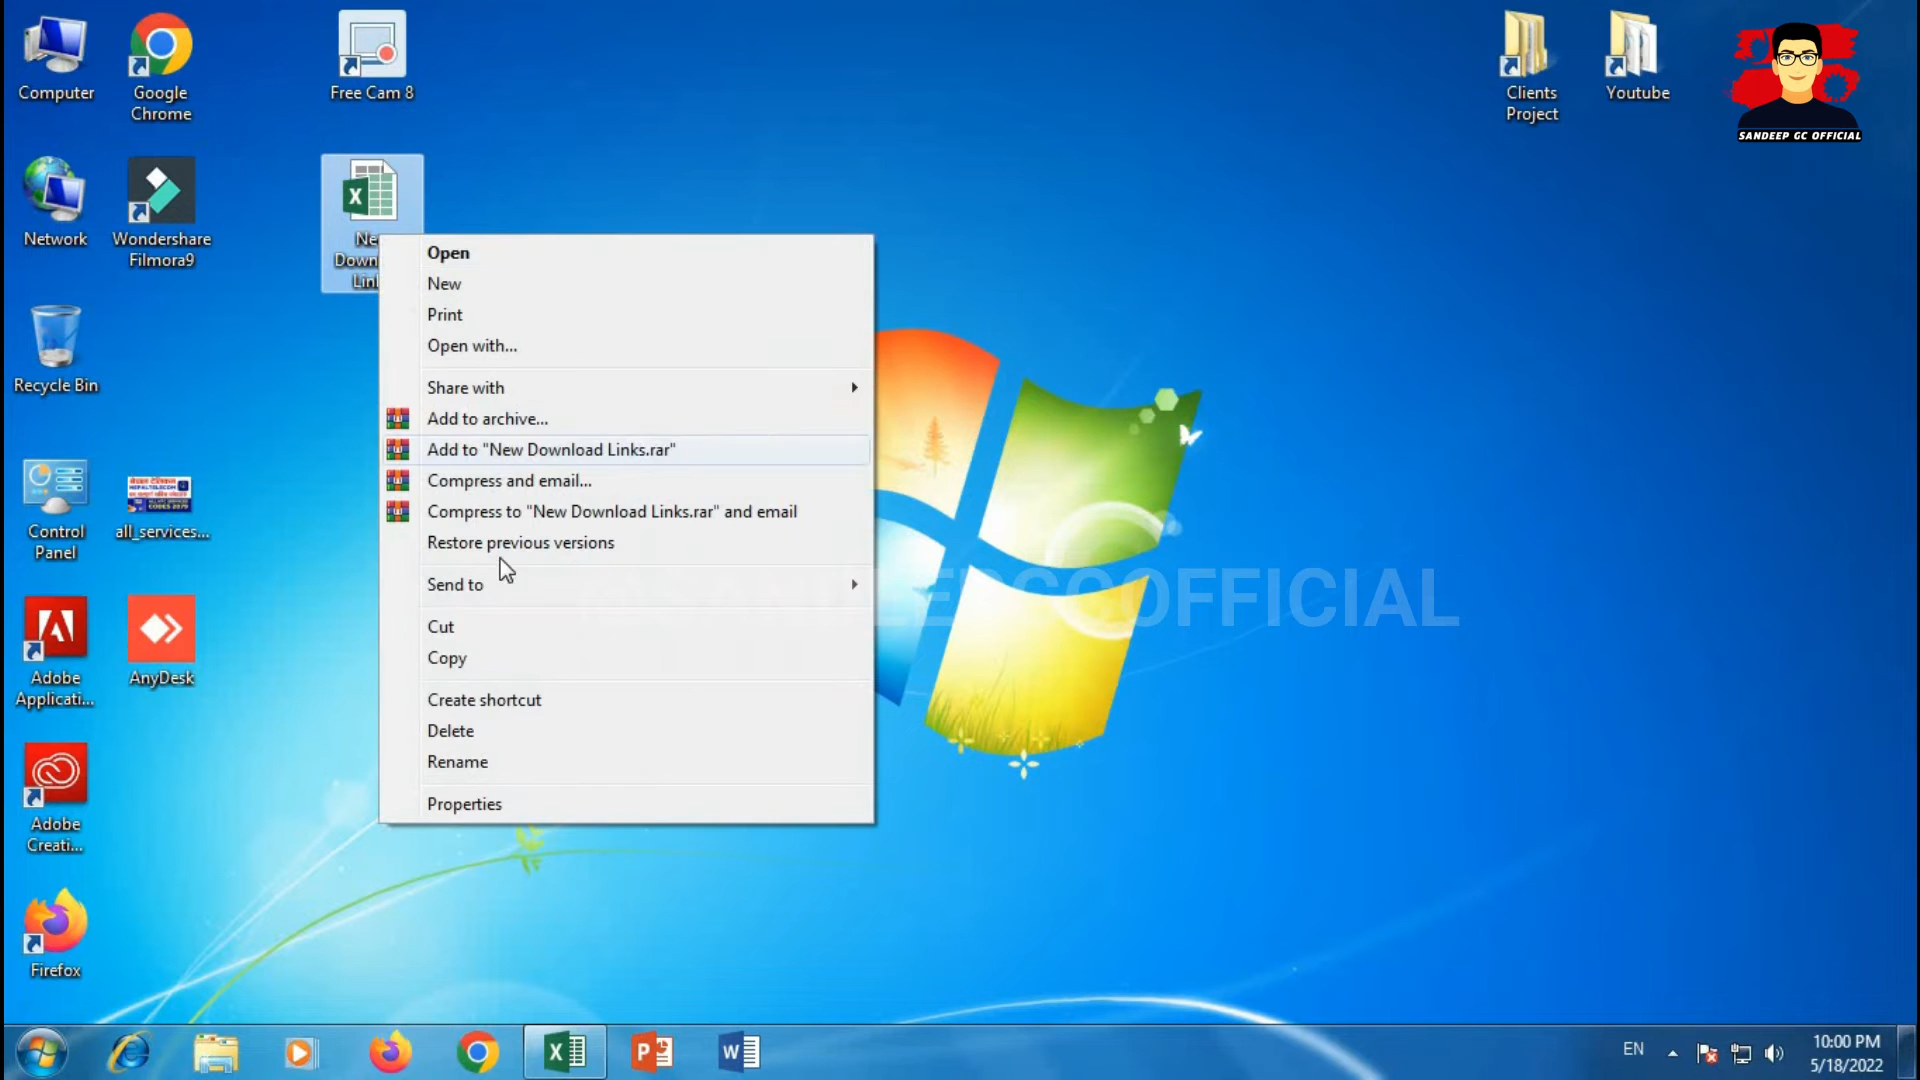 Computer
Google
Chrome
Free Cam 8
Clients
Project
Youtube
SANDEEP GC OFFICIAL
Network
Wondershare
Filmora9
Recycle Bin
Control
Panel
all_services...
Adobe
Applicati...
AnyDesk
Adobe
Creati...
Firefox
Open
New
Print
Open with...
Share with
Add to archive...
Add to "New Download Links.rar"
Compress and email...
Compress to "New Download Links.rar" and email
Restore previous versions
Send to
Cut
Copy
Create shortcut
Delete
Rename
Properties
EN
10:00 PM
5/18/2022